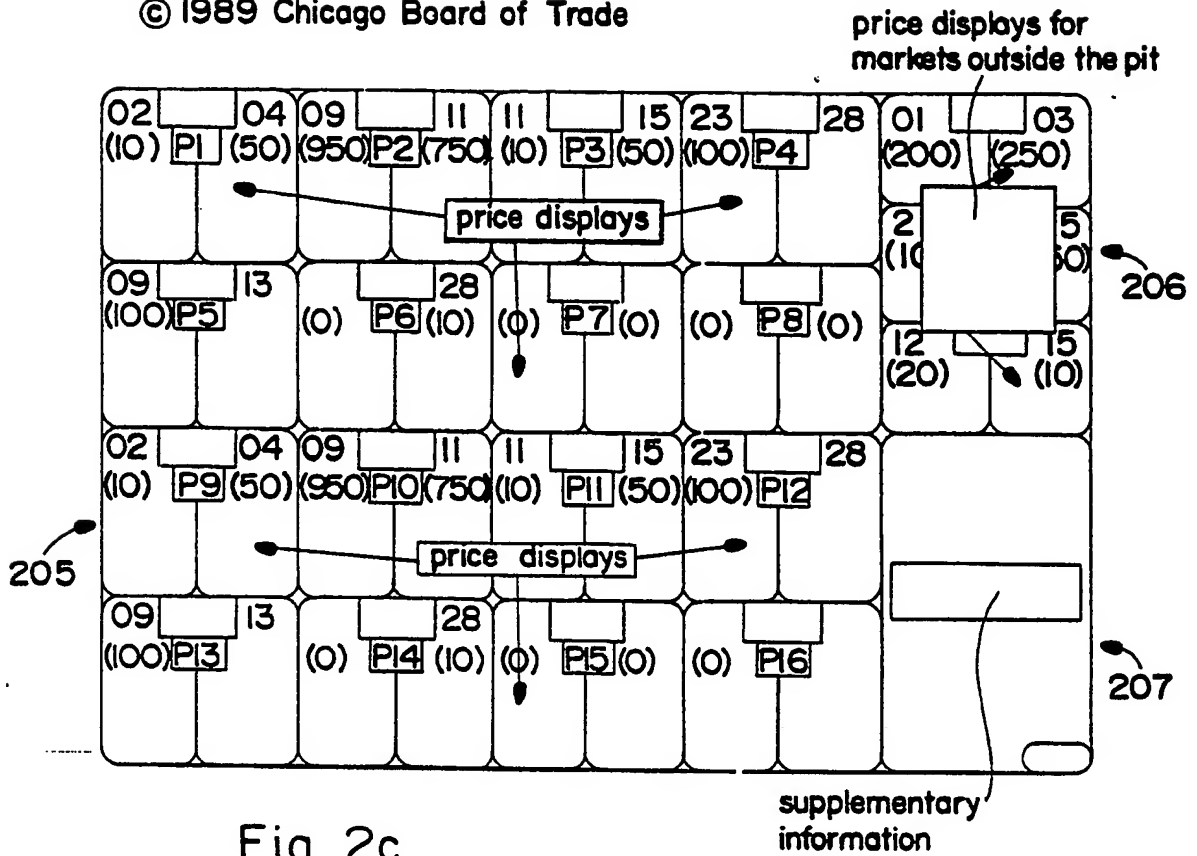 © 1989 Chicago Board of Trade
price displays for
markets outside the pit
02 04 09 11 11 15 23 28 01 03
(10) P1 (50) (950) P2 (750) (10) P3 (50) (100) P4 (200) (250)
price displays
2 5
(10 50)
206
09 13 28
(100) P5 (0) P6 (10) (0) P7 (0) (0) P8 (0)
12 15
(20) (10)
02 04 09 11 11 15 23 28
(10) P9 (50) (950) P10 (750) (10) P11 (50) (100) P12
205
price displays
09 13 28
(100) P13 (0) P14 (10) (0) P15 (0) (0) P16
207
supplementary
information
Fig. 2c